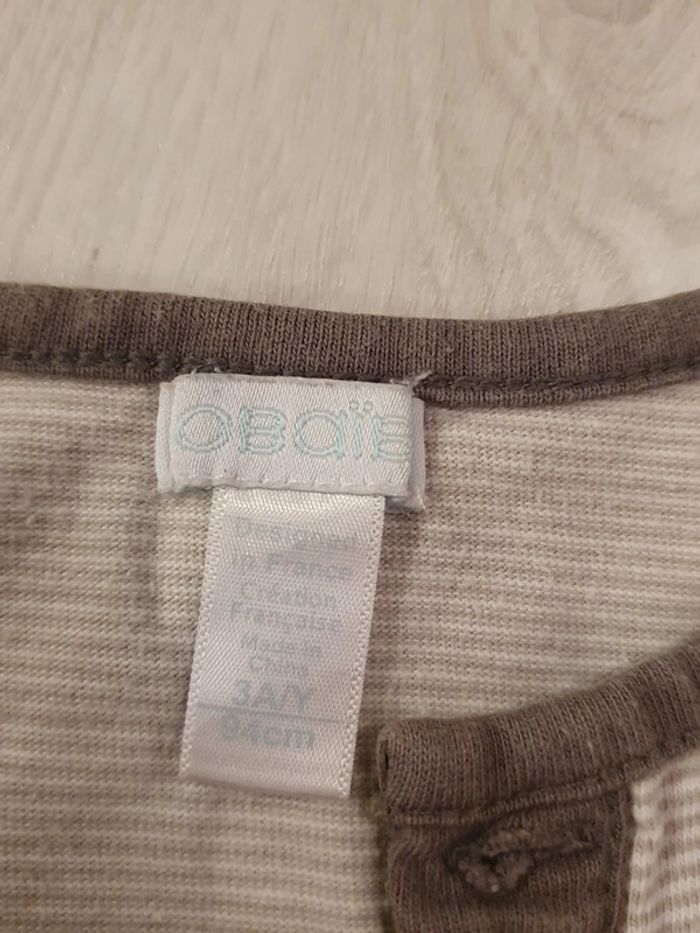 OBaïB
Designed
in France
Création
Française
Made in
China
3A/Y
94cm